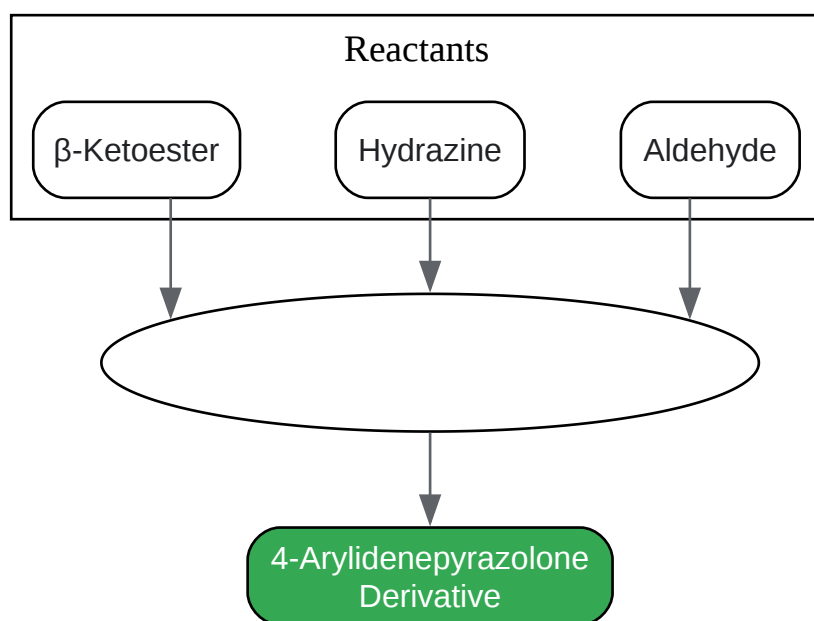 Reactants
β-Ketoester
Hydrazine
Aldehyde
4-Arylidenepyrazolone
Derivative